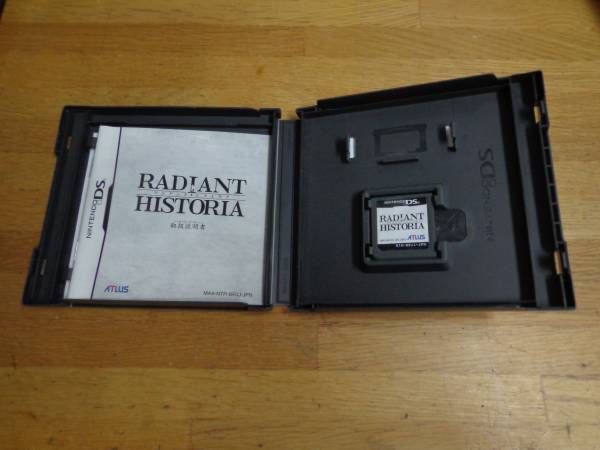 NINTENDO DS
RADIANT
HISTORIA
取扱説明書
ATLUS
NINTENDO DS
RADIANT
HISTORIA
ATLUS